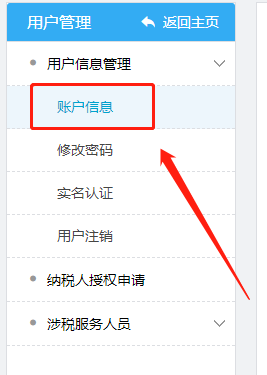 用户管理 返回主页
用户信息管理
账户信息
修改密码
实名认证
用户注销
纳税人授权申请
涉税服务人员